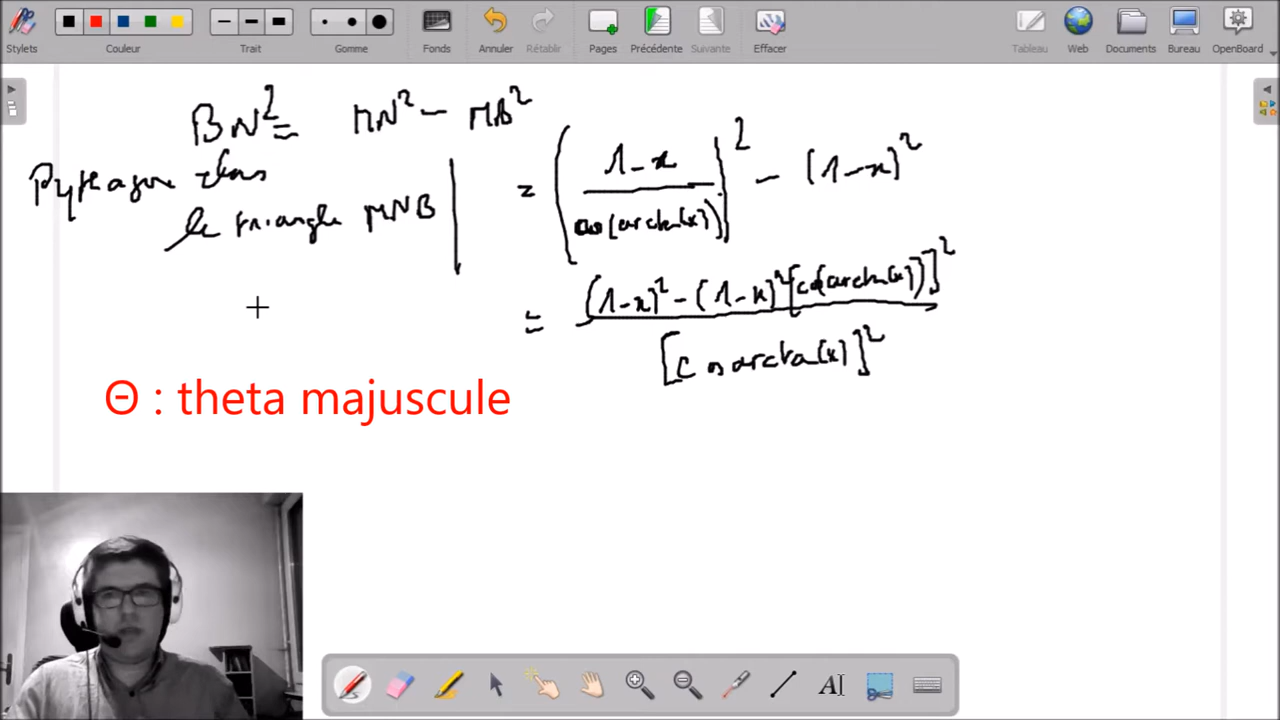 Stylets Couleur Trait Gomme Fonds Annuler Rétablir Pages Précédente Suivante Effacer Tableau Web Documents Bureau OpenBoard
BN² = MN² - MB²
Pythagore dans
le triangle MNB
= (1-x / cos(arctan(x)))² - (1-x)²
= (1-x)² - (1-x)² [cos(arctan(x))]² / [cos arctan(x)]²
Θ : theta majuscule
AI